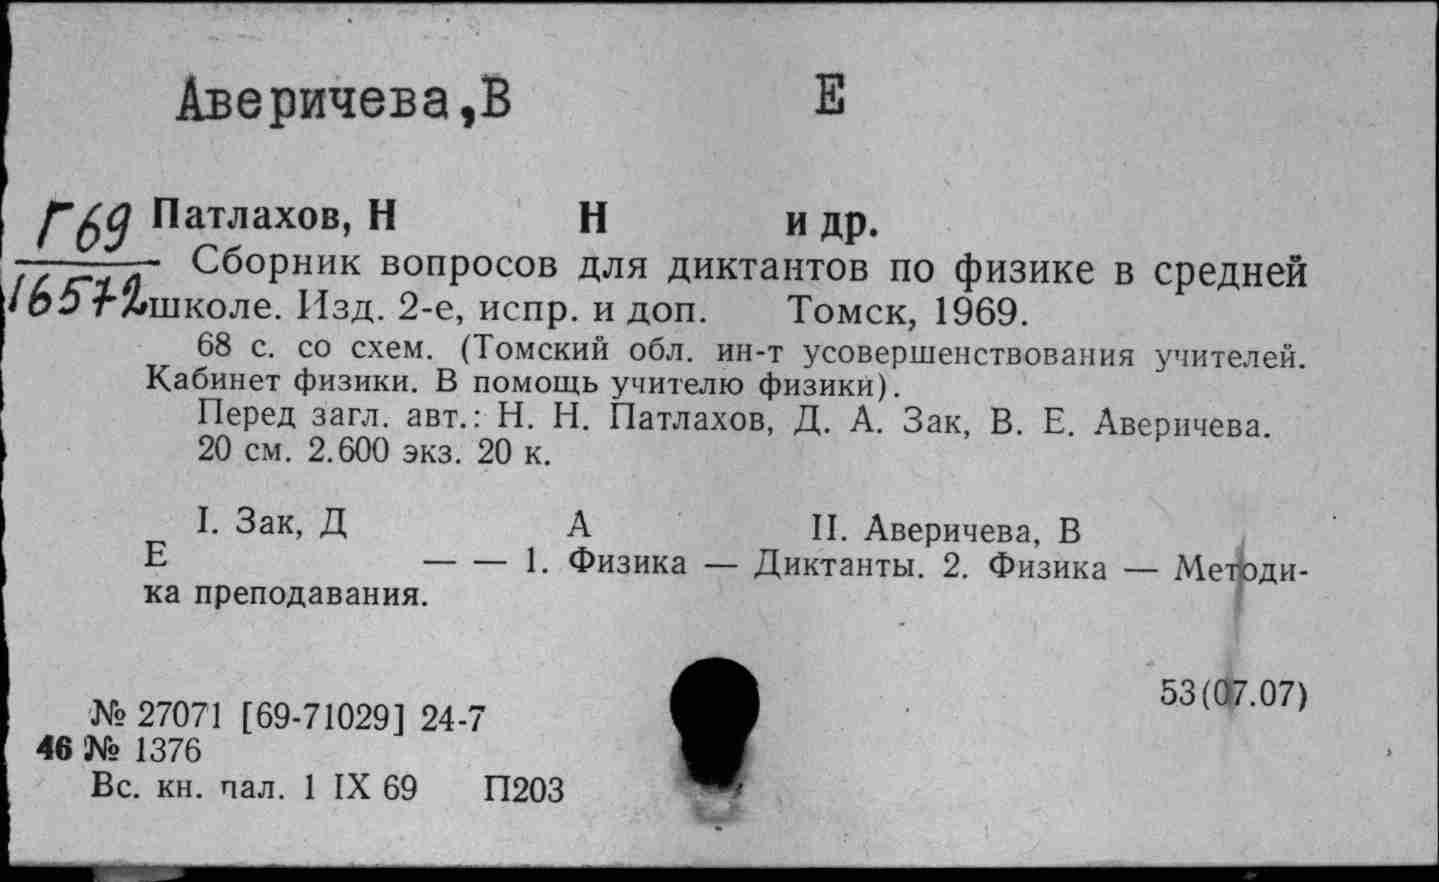 Аверичева,В Е
Г69 Патлахов, Н Н и др.
Сборник вопросов для диктантов по физике в средней
школе. Изд. 2-е, испр. и доп. Томск, 1969.
68 с. со схем. (Томский обл. ин-т усовершенствования учителей.
Кабинет физики. В помощь учителю физики).
Перед загл. авт.: Н. Н. Патлахов, Д. А. Зак, В. Е. Аверичева.
20 см. 2.600 экз. 20 к.
I. Зак, Д А II. Аверичева, В
Е — — 1. Физика — Диктанты. 2. Физика — Методи-
ка преподавания.
53(07.07)
№ 27071 [69-71029] 24-7
46 № 1376
Вс. кн. пал. 1 IX 69 П203